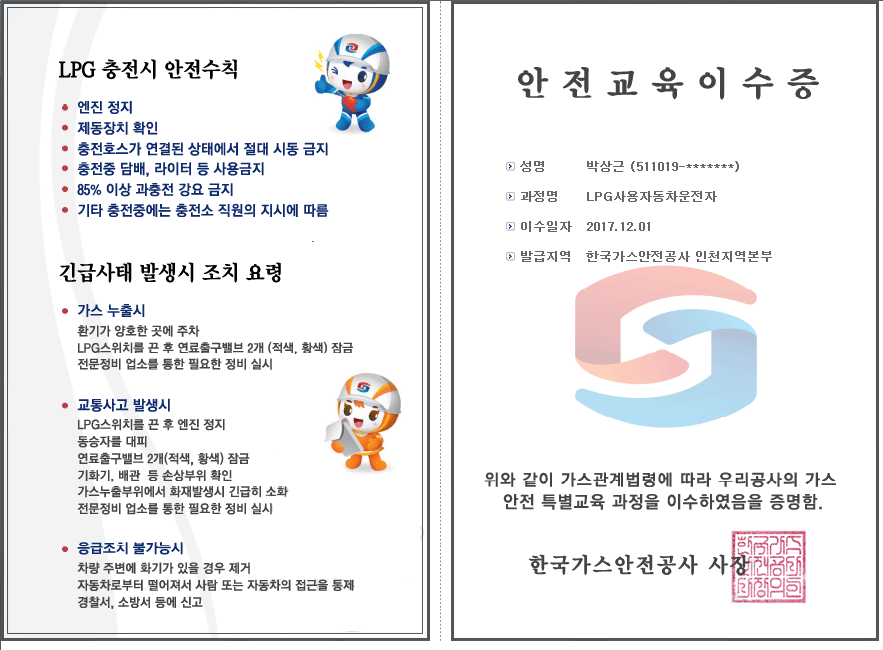 LPG 충전시 안전수칙
엔진 정지
제동장치 확인
충전호스가 연결된 상태에서 절대 시동 금지
충전중 담배, 라이터 등 사용금지
85% 이상 과충전 강요 금지
기타 충전중에는 충전소 직원의 지시에 따름
긴급사태 발생시 조치 요령
가스 누출시
환기가 양호한 곳에 주차
LPG스위치를 끈 후 연료출구밸브 2개 (적색, 황색) 잠금
전문정비 업소를 통한 필요한 정비 실시
교통사고 발생시
LPG스위치를 끈 후 엔진 정지
동승자를 대피
연료출구밸브 2개(적색, 황색) 잠금
기화기, 배관 등 손상부위 확인
가스누출부위에서 화재발생시 긴급히 소화
전문정비 업소를 통한 필요한 정비 실시
응급조치 불가능시
차량 주변에 화기가 있을 경우 제거
자동차로부터 떨어져서 사람 또는 자동차의 접근을 통제
경찰서, 소방서 등에 신고
안전교육이수증
성명 박상근 (511019-*******)
과정명 LPG사용자동차운전자
이수일자 2017.12.01
발급지역 한국가스안전공사 인천지역본부
위와 같이 가스관계법령에 따라 우리공사의 가스
안전 특별교육 과정을 이수하였음을 증명함.
한국가스안전공사 사장